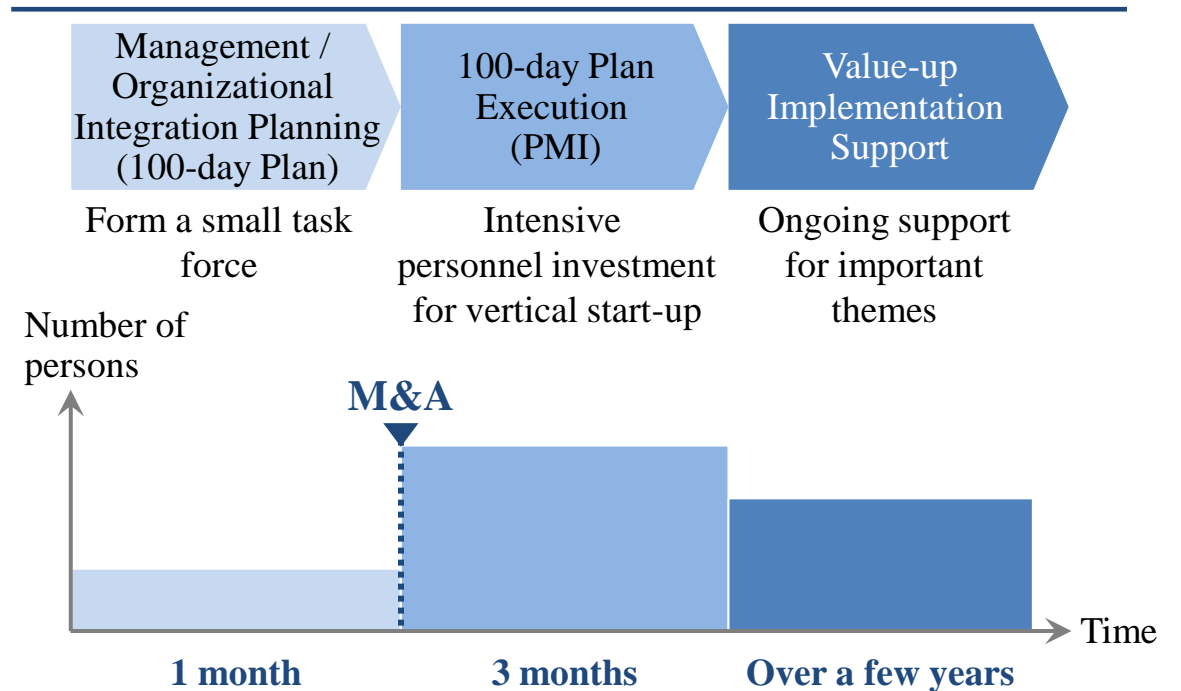 Management /
Organizational
Integration Planning
(100-day Plan)
100-day Plan
Execution
(PMI)
Value-up
Implementation
Support
Form a small task
force
Intensive
personnel investment
for vertical start-up
Ongoing support
for important
themes
Number of
persons
M&A
Time
1 month
3 months
Over a few years